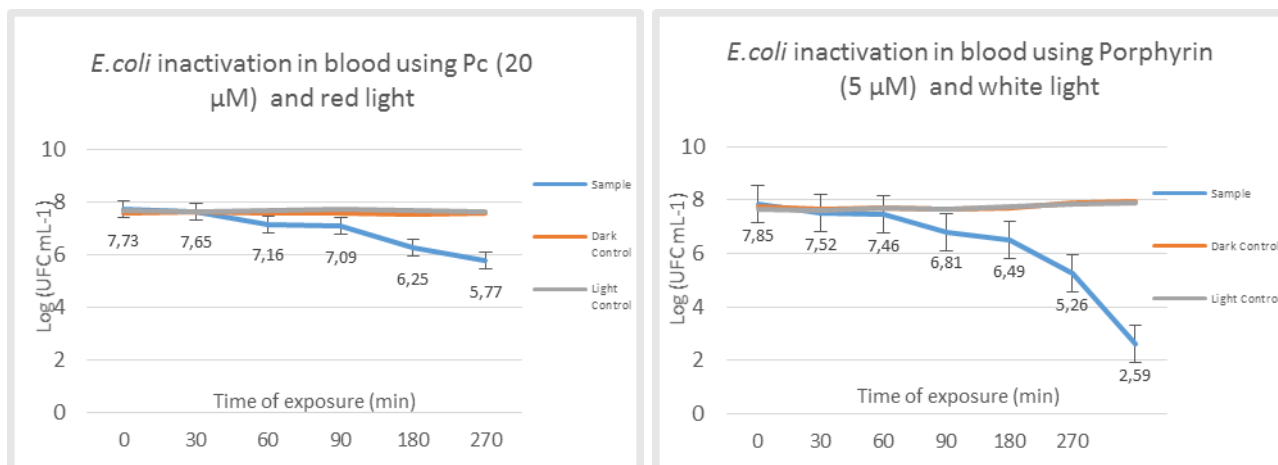 E.coli inactivation in blood using Pc (20
µM) and red light
10
8
6
4
2
0
Log (UFC mL-1)
7,73
7,65
7,16
7,09
6,25
5,77
Sample
Dark
Control
Light
Control
Time of exposure (min)
0 30 60 90 180 270
E.coli inactivation in blood using Porphyrin
(5 µM) and white light
10
8
6
4
2
0
Log (UFC mL-1)
7,85
7,52
7,46
6,81
6,49
5,26
2,59
Sample
Dark Control
Light Control
Time of exposure (min)
0 30 60 90 180 270